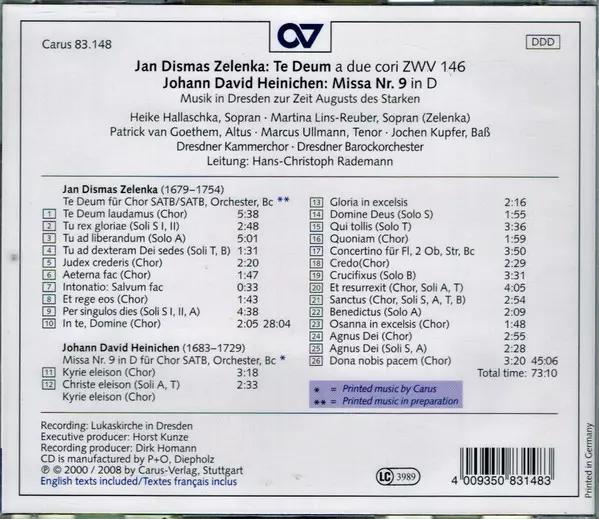 Carus 83.148
DDD
Jan Dismas Zelenka: Te Deum a due cori ZWV 146
Johann David Heinichen: Missa Nr. 9 in D
Musik in Dresden zur Zeit Augusts des Starken
Heike Hallaschka, Sopran · Martina Lins-Reuber, Sopran (Zelenka)
Patrick van Goethem, Altus · Marcus Ullmann, Tenor · Jochen Kupfer, Baß
Dresdner Kammerchor · Dresdner Barockorchester
Leitung: Hans-Christoph Rademann
Jan Dismas Zelenka (1679–1754)
Te Deum für Chor SATB/SATB, Orchester, Bc **
1 Te Deum laudamus (Chor) 5:38
2 Tu rex gloriae (Soli S I, II) 2:48
3 Tu ad liberandum (Solo A) 5:01
4 Tu ad dexteram Dei sedes (Soli T, B) 1:31
5 Judex crederis (Chor) 2:20
6 Aeterna fac (Chor) 1:47
7 Intonatio: Salvum fac 0:33
8 Et rege eos (Chor) 1:43
9 Per singulos dies (Soli S I, II, A) 4:38
10 In te, Domine (Chor) 2:05 28:04
Johann David Heinichen (1683–1729)
Missa Nr. 9 in D für Chor SATB, Orchester, Bc *
11 Kyrie eleison (Chor) 3:18
12 Christe eleison (Soli A, T) 2:33
Kyrie eleison (Chor)
13 Gloria in excelsis 2:16
14 Domine Deus (Solo S) 1:55
15 Qui tollis (Solo T) 3:36
16 Quoniam (Chor) 1:59
17 Concertino für Fl, 2 Ob, Str, Bc 3:50
18 Credo(Chor) 2:29
19 Crucifixus (Solo B) 3:31
20 Et resurrexit (Chor, Soli A, T) 4:05
21 Sanctus (Chor, Soli S, A, T, B) 2:54
22 Benedictus (Solo A) 2:09
23 Osanna in excelsis (Chor) 1:48
24 Agnus Dei (Chor) 2:55
25 Agnus Dei (Soli S, A) 2:28
26 Dona nobis pacem (Chor) 3:20 45:06
Total time: 73:10
* = Printed music by Carus
** = Printed music in preparation
Recording: Lukaskirche in Dresden
Executive producer: Horst Kunze
Recording producer: Dirk Homann
CD is manufactured by P+O, Diepholz
Ⓟ © 2000 / 2008 by Carus-Verlag, Stuttgart
English texts included/Textes français inclus
LC 3989
4 009350 831483
Printed in Germany